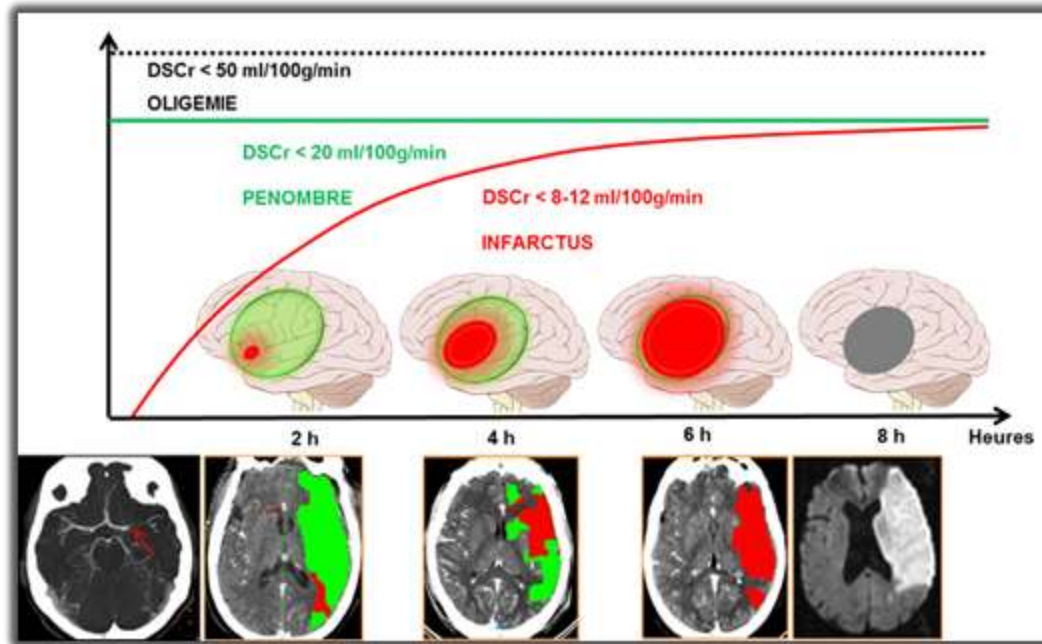 DSCr < 50 ml/100g/min
OLIGEMIE
DSCr < 20 ml/100g/min
PENOMBRE
DSCr < 8-12 ml/100g/min
INFARCTUS
2 h
4 h
6 h
8 h
Heures